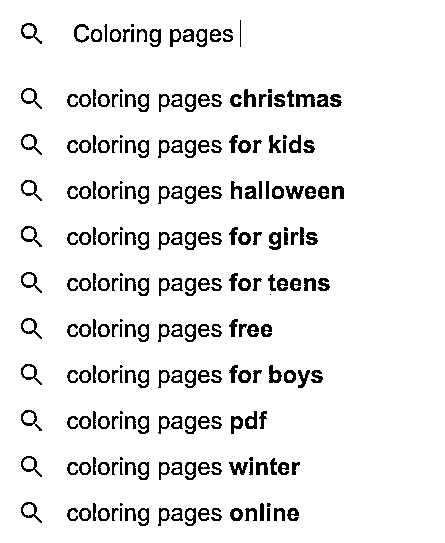 Coloring pages
coloring pages christmas
coloring pages for kids
coloring pages halloween
coloring pages for girls
coloring pages for teens
coloring pages free
coloring pages for boys
coloring pages pdf
coloring pages winter
coloring pages online